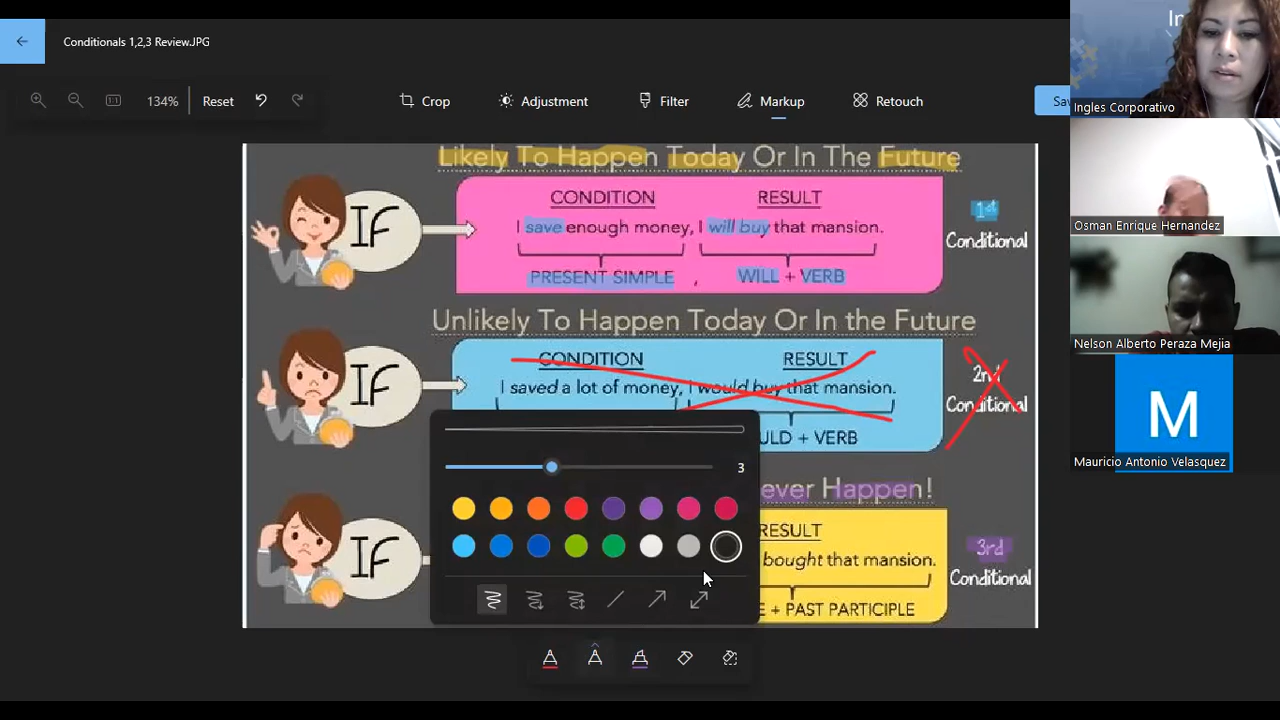 Conditionals 1,2,3 Review.JPG
134%
Reset
Crop
Adjustment
Filter
Markup
Retouch
Likely To Happen Today Or In The Future
IF
CONDITION
RESULT
I save enough money, I will buy that mansion.
PRESENT SIMPLE , WILL + VERB
1st
Conditional
Unlikely To Happen Today Or In the Future
IF
CONDITION
RESULT
I saved a lot of money, I would buy that mansion.
+ VERB
2nd
Conditional
Happen!
IF
RESULT
bought that mansion.
+ PAST PARTICIPLE
3rd
Conditional
3
Ingles Corporativo
Osman Enrique Hernandez
Nelson Alberto Peraza Mejia
M
Mauricio Antonio Velasquez